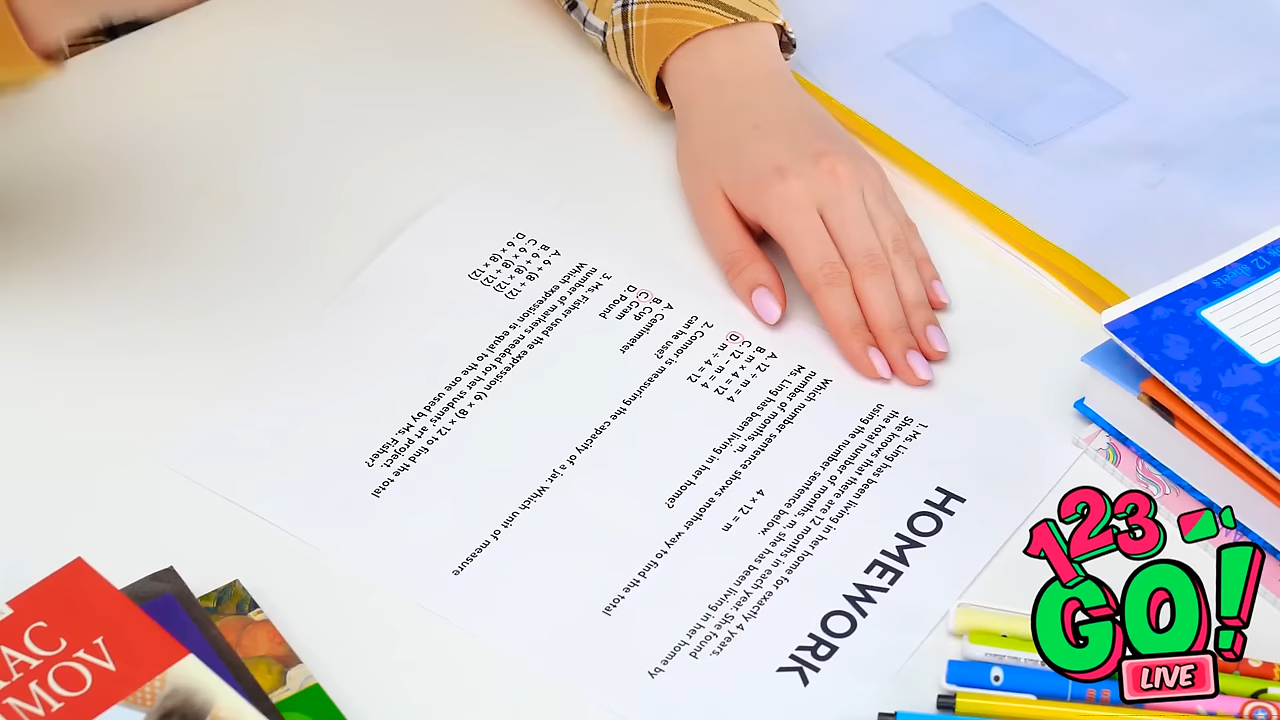 HOMEWORK
1. Ms. Ling has been living in her home for exactly 4 years.
She knows that there are 12 months in each year. She found
the total number of months, m, she has been living in her home by
using the number sentence below.
4 x 12 = m
Which number sentence shows another way to find the total
number of months, m,
Ms. Ling has been living in her home?
A. 12 – m = 4
B. m x 4 = 12
C. 12 – m = 4
D. m ÷ 4 = 12
2. Connor is measuring the capacity of a jar. Which unit of measure
can he use?
A. Centimeter
B. Cup
C. Gram
D. Pound
3. Ms. Fisher used the expression (6 x 8) x 12 to find the total
number of markers needed for her students' art project.
Which expression is equal to the one used by Ms. Fisher?
A. 6 + (8 + 12)
B. 6 + (8 x 12)
C. 6 x (8 + 12)
D. 6 x (8 x 12)
12 sheets
AC
MOV
123
GO!
LIVE